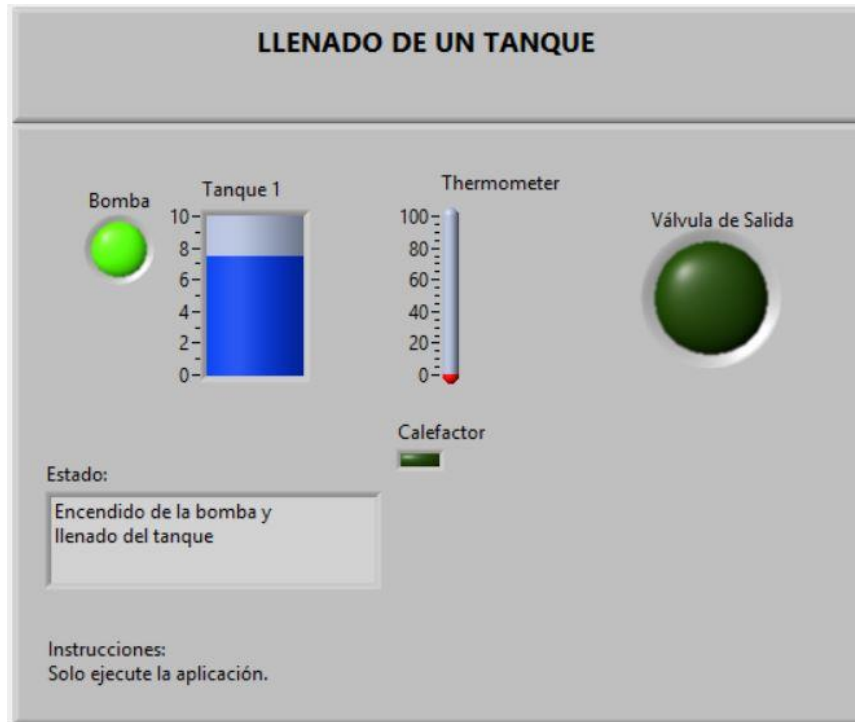 LLENADO DE UN TANQUE
Bomba
Tanque 1
10
8
6
4
2
0
Thermometer
100
80
60
40
20
0
Válvula de Salida
Calefactor
Estado:
Encendido de la bomba y
llenado del tanque
Instrucciones:
Solo ejecute la aplicación.